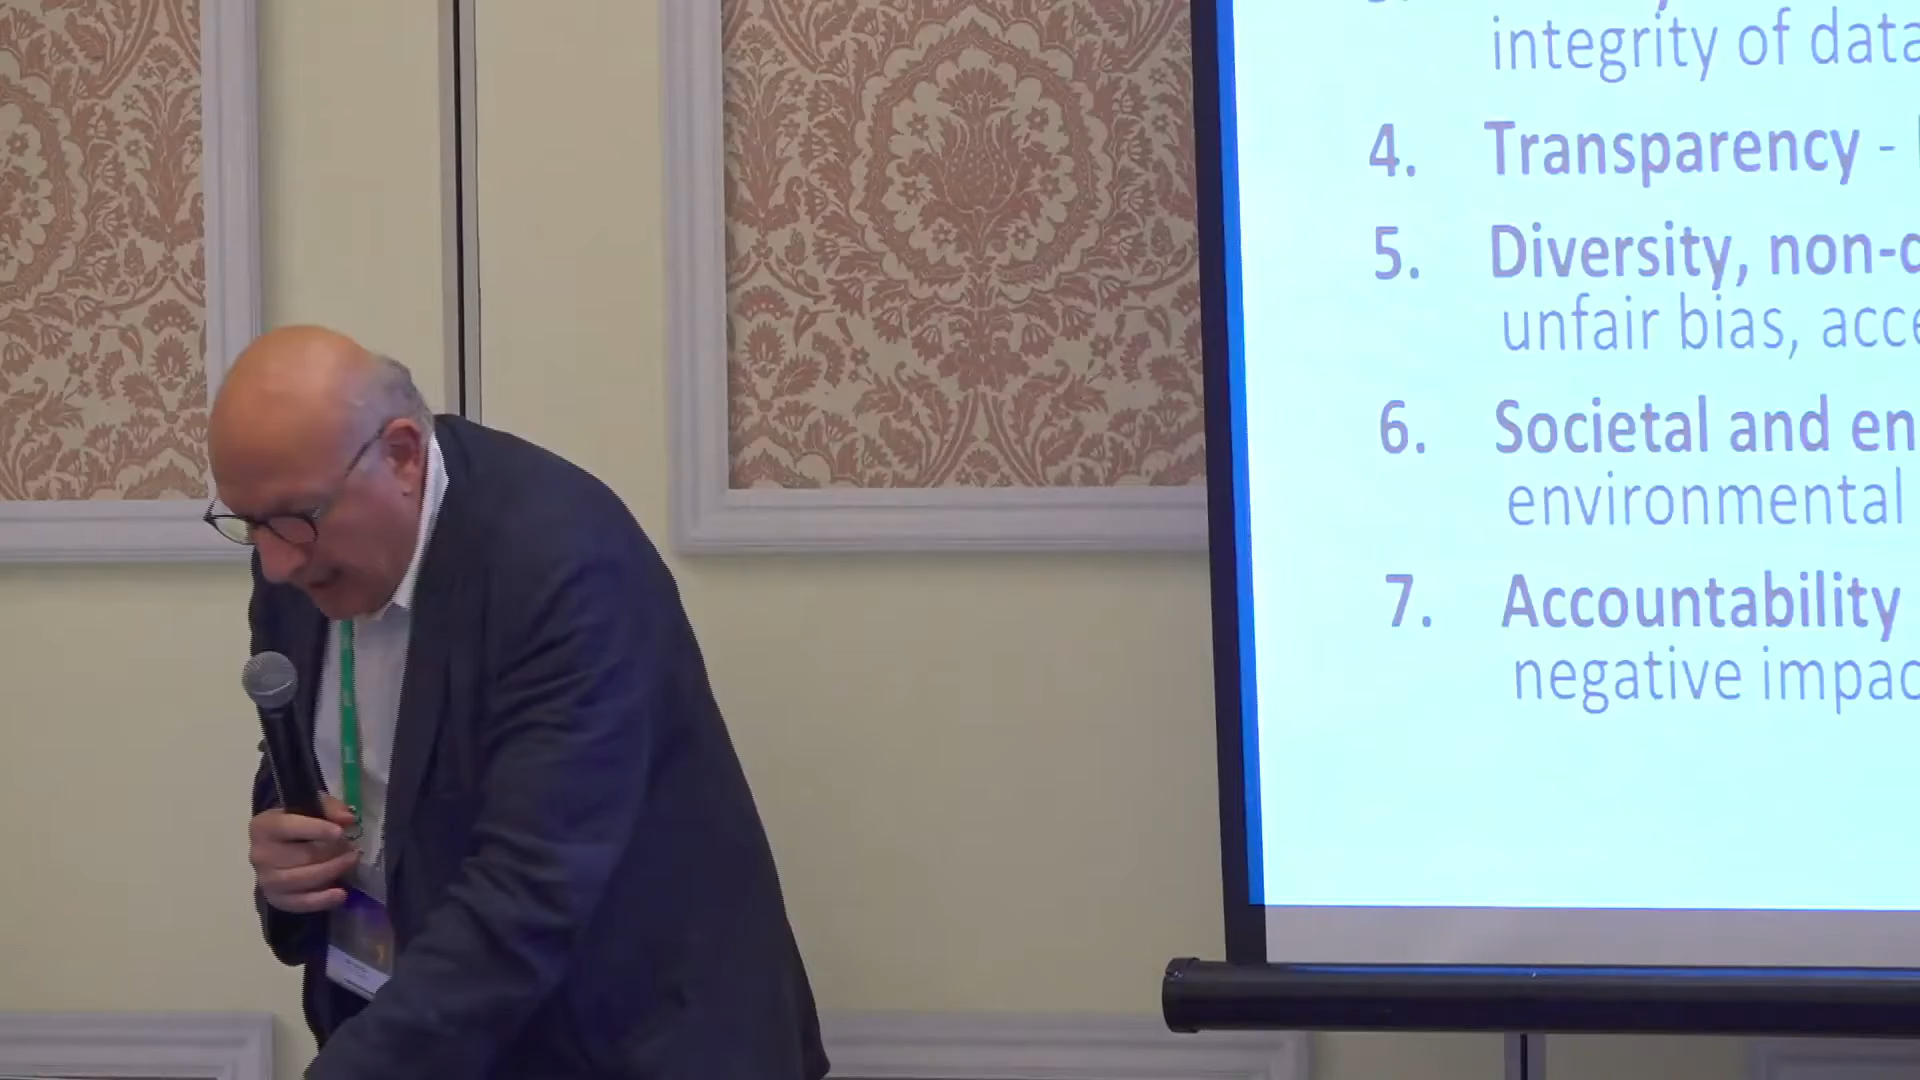 integrity of data
4. Transparency -
5. Diversity, non-d
unfair bias, acce
6. Societal and en
environmental
7. Accountability
negative impac